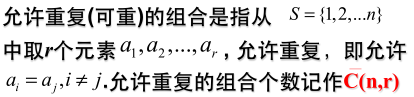 允许重复(可重)的组合是指从 S = {1,2,...n}
中取r个元素 a₁,a₂,...,aᵣ , 允许重复，即允许
aᵢ = aⱼ,i ≠ j.允许重复的组合个数记作C̅(n,r)